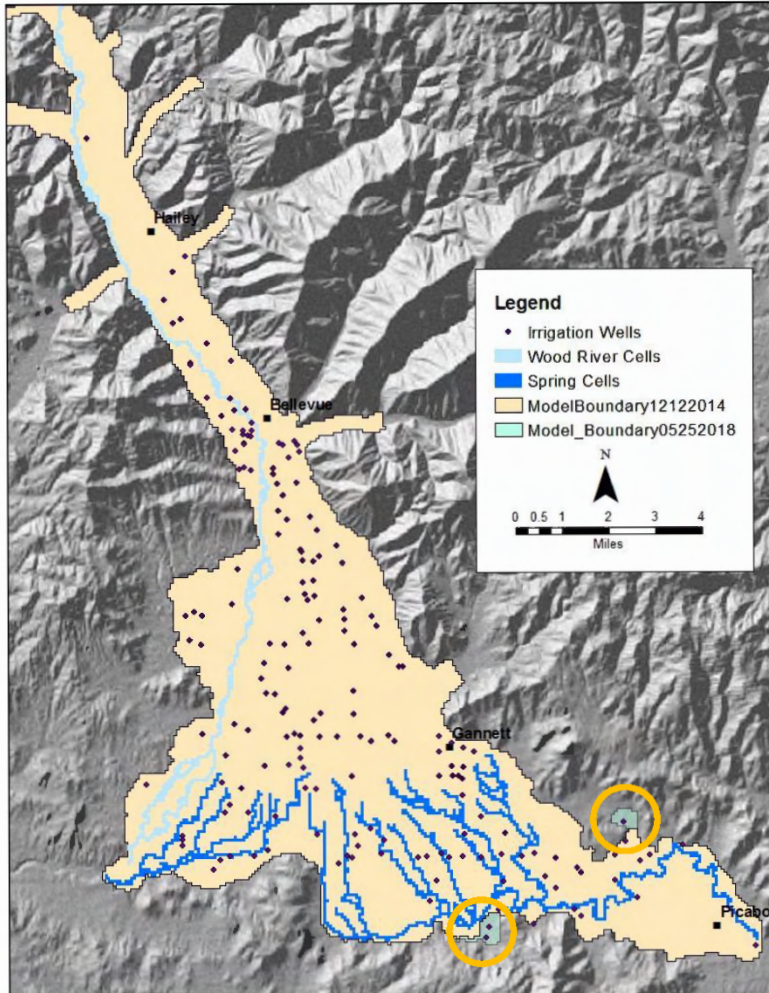 Hailey
Legend
Irrigation Wells
Wood River Cells
Spring Cells
ModelBoundary12122014
Model_Boundary05252018
N
0 0.5 1 2 3 4
Miles
Bellevue
Gannett
Picabo